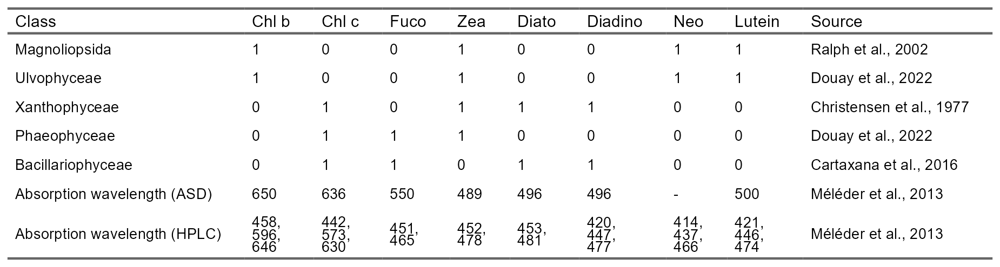 Class Chl b Chl c Fuco Zea Diato Diadino Neo Lutein Source
Magnoliopsida 1 0 0 1 0 0 1 1 Ralph et al., 2002
Ulvophyceae 1 0 0 1 0 0 1 1 Douay et al., 2022
Xanthophyceae 0 1 0 1 1 1 0 0 Christensen et al., 1977
Phaeophyceae 0 1 1 1 0 0 0 0 Douay et al., 2022
Bacillariophyceae 0 1 1 0 1 1 0 0 Cartaxana et al., 2016
Absorption wavelength (ASD) 650 636 550 489 496 496 - 500 Méléder et al., 2013
Absorption wavelength (HPLC) 458, 596, 646 442, 573, 630 451, 465 452, 478 453, 481 420, 447, 477 414, 437, 466 421, 446, 474 Méléder et al., 2013